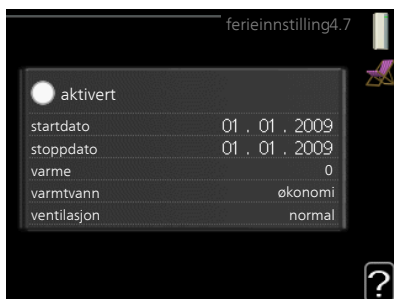 ferieinnstilling4.7
aktivert
startdato 01 . 01 . 2009
stoppdato 01 . 01 . 2009
varme 0
varmtvann økonomi
ventilasjon normal
?